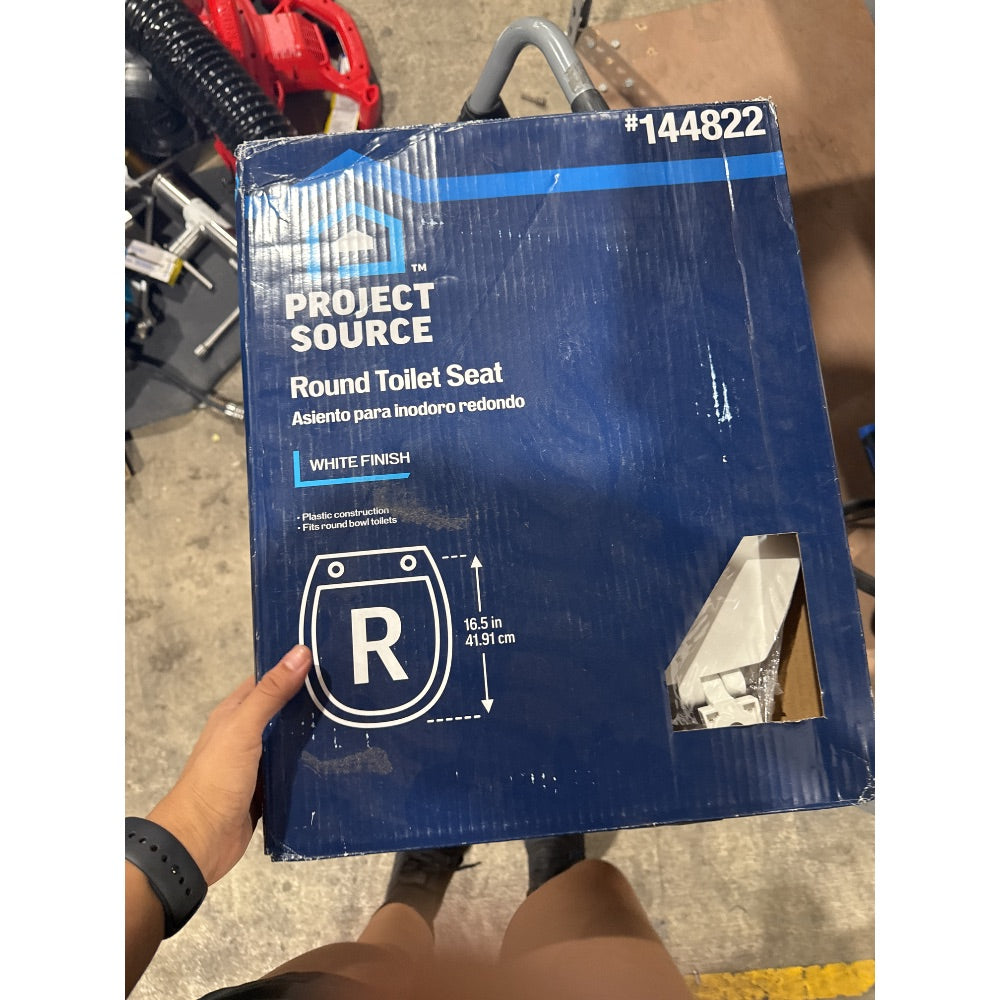 #144822
™
PROJECT
SOURCE
Round Toilet Seat
Asiento para inodoro redondo
WHITE FINISH
• Plastic construction
• Fits round bowl toilets
R
16.5 in
41.91 cm